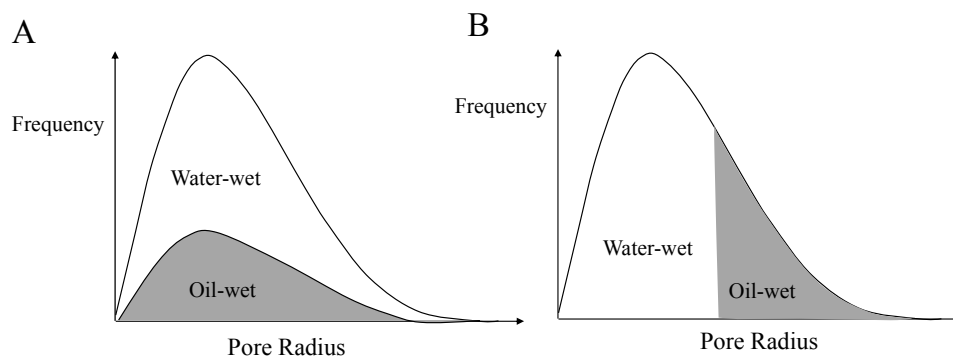 A
Frequency
Water-wet
Oil-wet
Pore Radius
B
Frequency
Water-wet
Oil-wet
Pore Radius